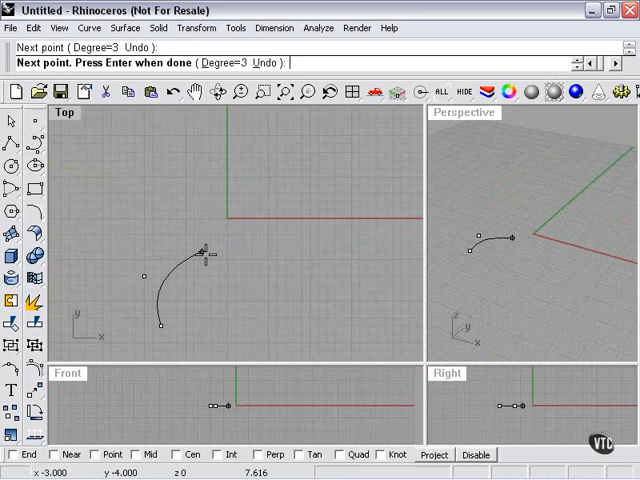 Untitled - Rhinoceros (Not For Resale)
File Edit View Curve Surface Solid Transform Tools Dimension Analyze Render Help
Next point ( Degree=3 Undo ):
Next point. Press Enter when done ( Degree=3 Undo ):
ALL HIDE
Top
Perspective
y
x
z
y
x
Front
Right
VTC
End Near Point Mid Cen Int Perp Tan Quad Knot Project Disable
x -3.000 y -4.000 z 0 7.616